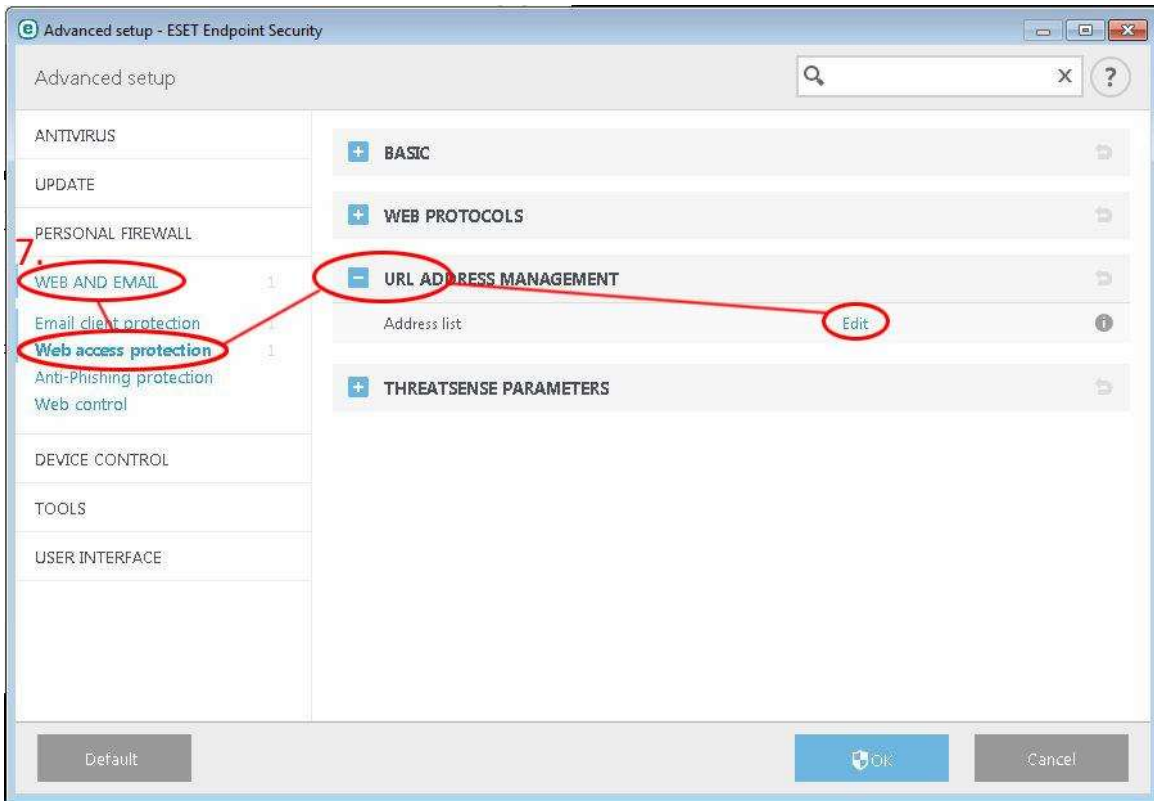 Advanced setup - ESET Endpoint Security
Advanced setup
?
ANTIVIRUS
UPDATE
PERSONAL FIREWALL
7.
WEB AND EMAIL 1
Email client protection 1
Web access protection 1
Anti-Phishing protection
Web control
DEVICE CONTROL
TOOLS
USER INTERFACE
BASIC
WEB PROTOCOLS
URL ADDRESS MANAGEMENT
Address list Edit
THREATSENSE PARAMETERS
Default
OK
Cancel